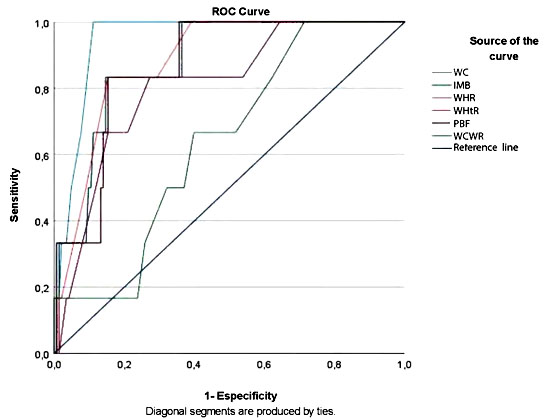 ROC Curve
Source of the
curve
WC
IMB
WHR
WHtR
PBF
WCWR
Reference line
Sensitivity
1,0
0,8
0,6
0,4
0,2
0,0
0,0 0,2 0,4 0,6 0,8 1,0
1- Especificity
Diagonal segments are produced by ties.